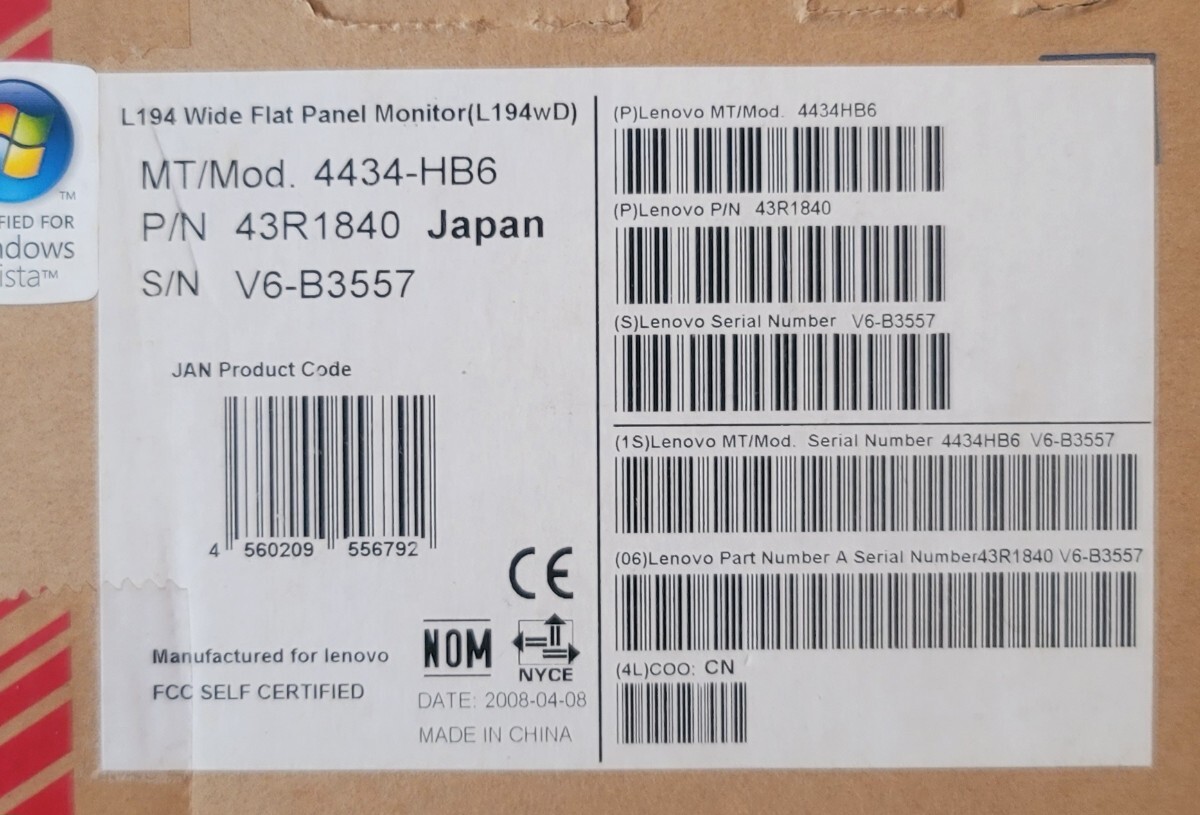 L194 Wide Flat Panel Monitor(L194wD)
MT/Mod. 4434-HB6
P/N 43R1840 Japan
S/N V6-B3557
JAN Product Code
4 560209 556792
Manufactured for lenovo
FCC SELF CERTIFIED
CE
NOM
NYCE
DATE: 2008-04-08
MADE IN CHINA
(P)Lenovo MT/Mod. 4434HB6
(P)Lenovo P/N 43R1840
(S)Lenovo Serial Number V6-B3557
(1S)Lenovo MT/Mod. Serial Number 4434HB6 V6-B3557
(06)Lenovo Part Number A Serial Number43R1840 V6-B3557
(4L)COO: CN
TM
FOR